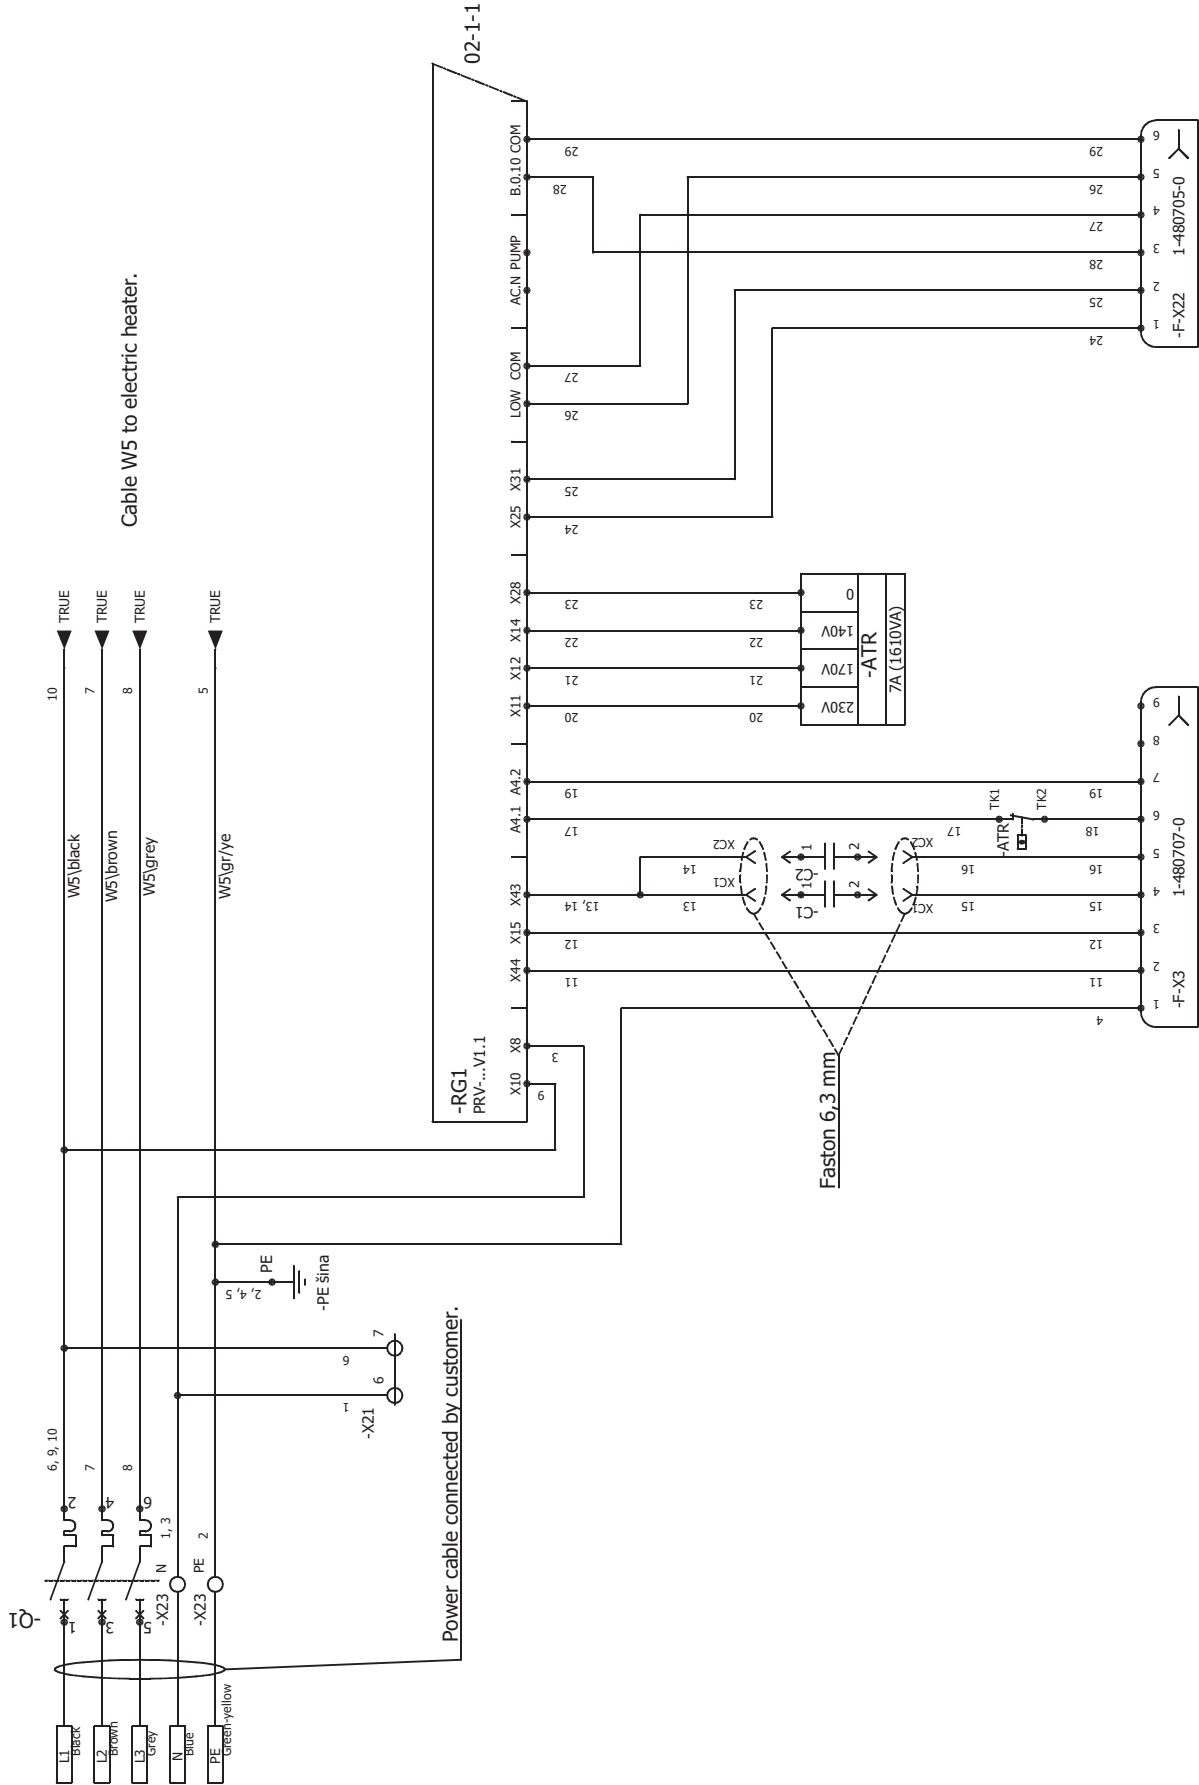 -Q1
L1
Black
L2
Brown
L3
Grey
N
Blue
PE
Green-yellow
1
2
3
4
5
6
-X23
N
-X23
PE
6, 9, 10
7
8
1, 3
2
Power cable connected by customer.
-X21
6
7
1
6
2, 4, 5
PE
-PE šina
W5\black
W5\brown
W5\grey
W5\gr/ye
10
7
8
5
TRUE
TRUE
TRUE
TRUE
Cable W5 to electric heater.
02-1-1
-RG1
PRV-...V1.1
X10
X8
X44
X15
X43
A4.1
A4.2
X11
X12
X14
X28
X25
X31
LOW
COM
AC.N
PUMP
B.0.10
COM
9
3
11
12
13, 14
17
19
20
21
22
23
24
25
26
27
28
29
13
14
XC1
XC2
-C1
1
2
-C2
1
2
XC1
XC2
15
16
17
Faston 6,3 mm
-ATR
TK1
TK2
20
21
22
23
230V
170V
140V
0
-ATR
7A (1610VA)
4
11
12
15
16
18
19
1
2
3
4
5
6
7
8
9
-F-X3
1-480707-0
24
25
28
27
26
29
1
2
3
4
5
6
-F-X22
1-480705-0